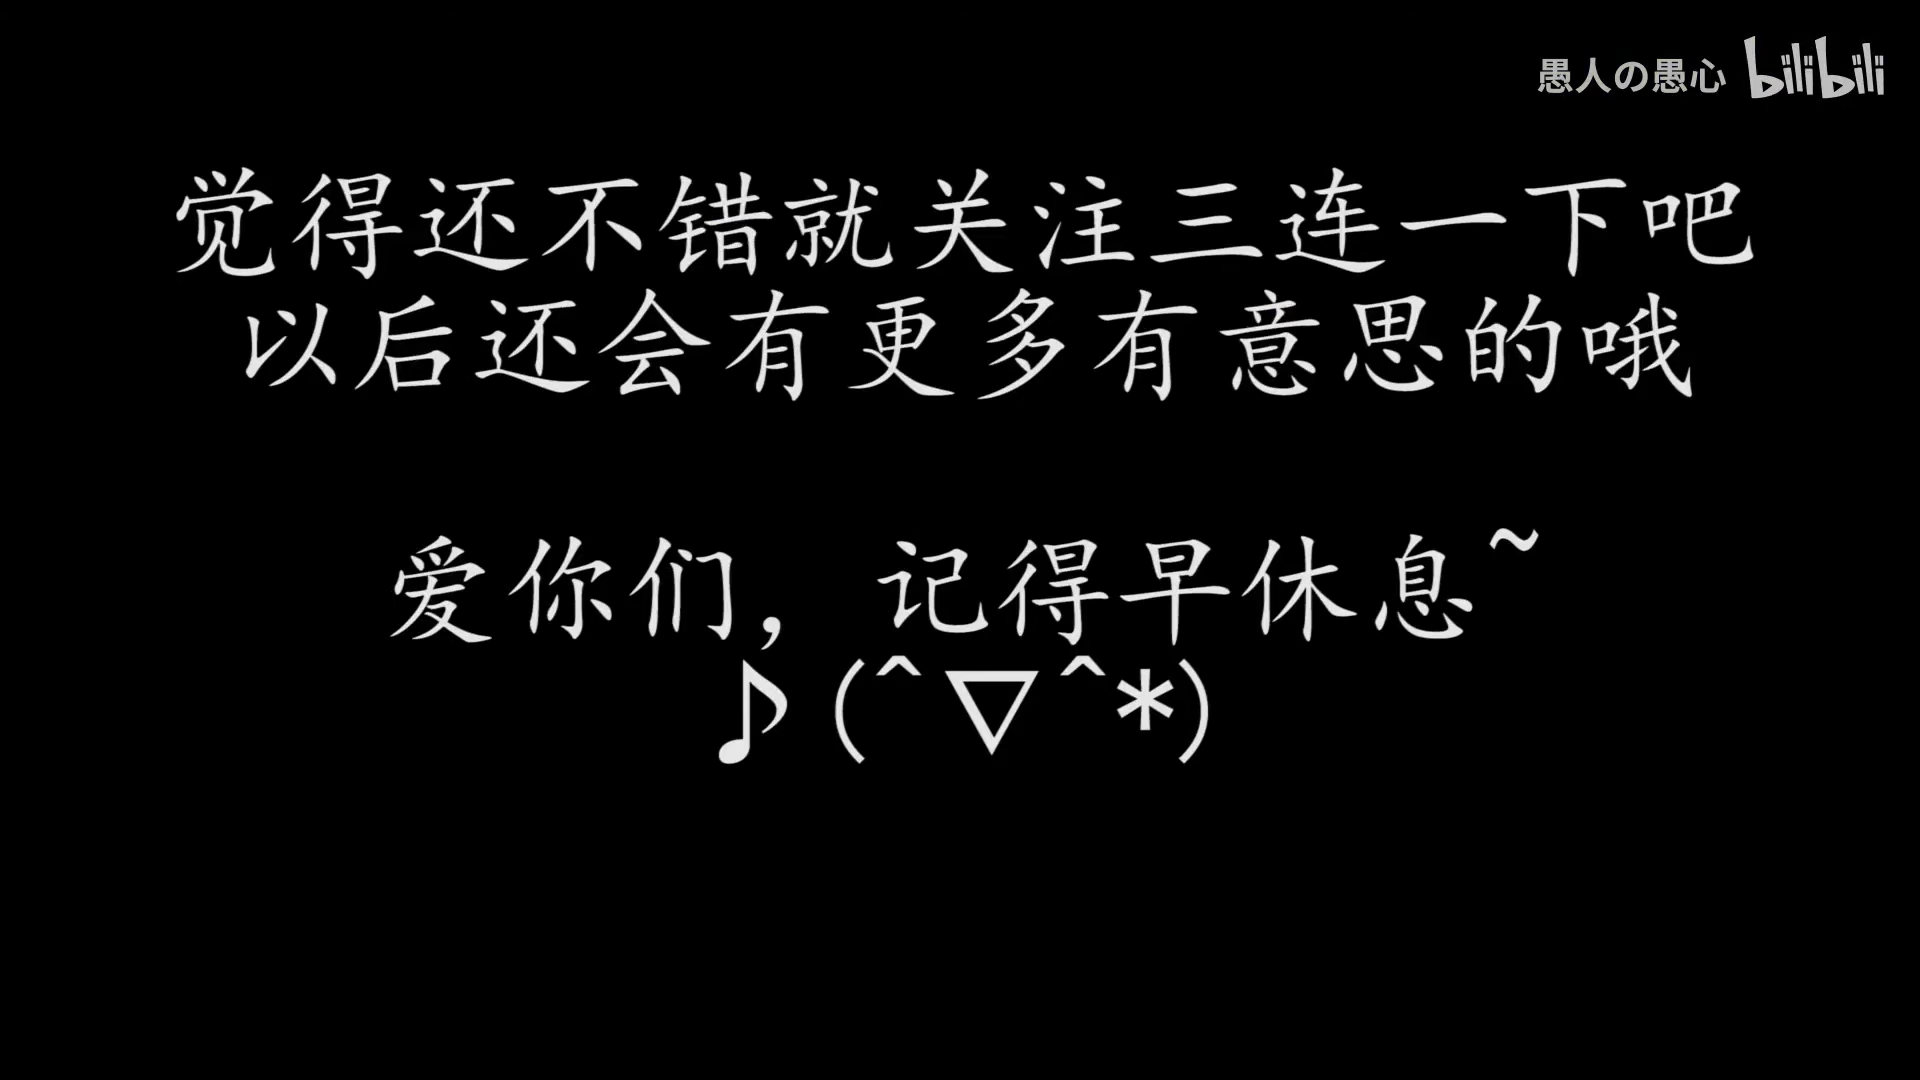 愚人の愚心 bilibili
觉得还不错就关注三连一下吧
以后还会有更多有意思的哦
爱你们，记得早休息~
♪(^▽^*)